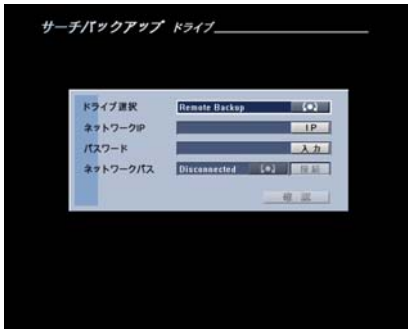 サーチバックアップ ドライブ
ドライブ選択 Remote Backup
ネットワークIP IP
パスワード 入力
ネットワークパス Disconnected 接続
確認